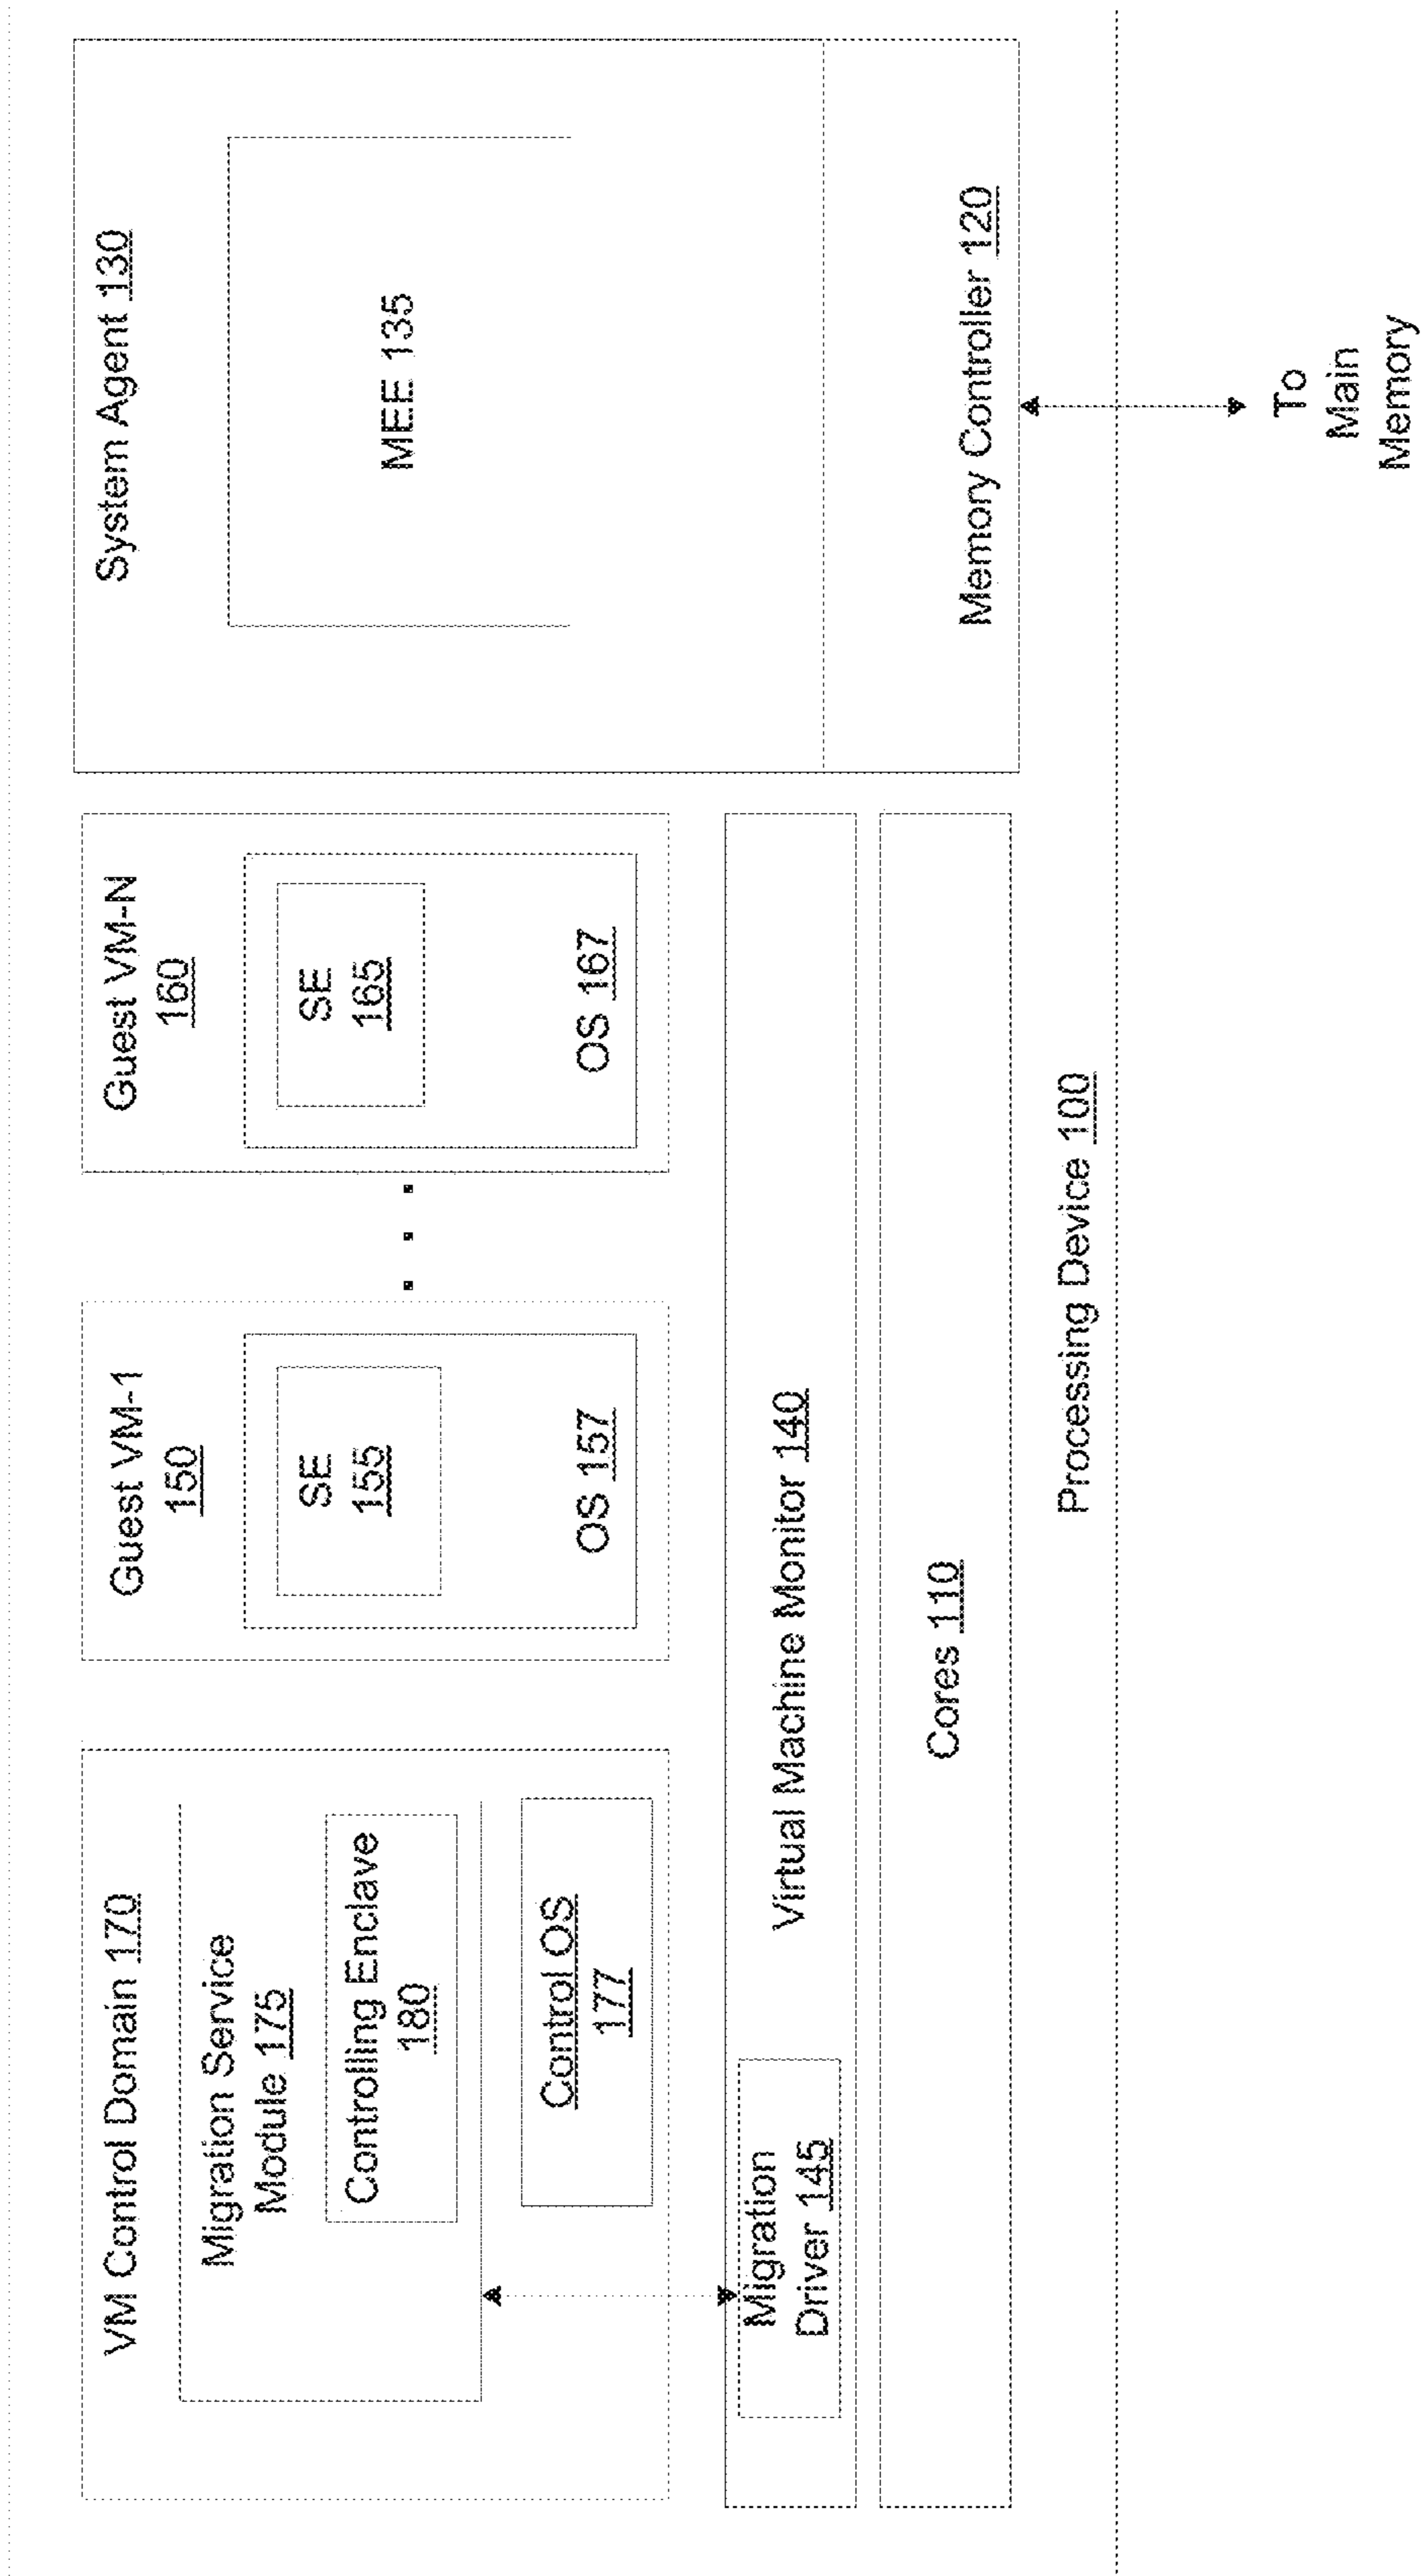 VM Control Domain 170
Migration Service
Module 175
Controlling Enclave
180
Control OS
177
Guest VM-1
150
SE
155
OS 157
Guest VM-N
160
SE
165
OS 167
System Agent 130
MEE 135
Memory Controller 120
Migration
Driver 145
Virtual Machine Monitor 140
Cores 110
Processing Device 100
To
Main
Memory